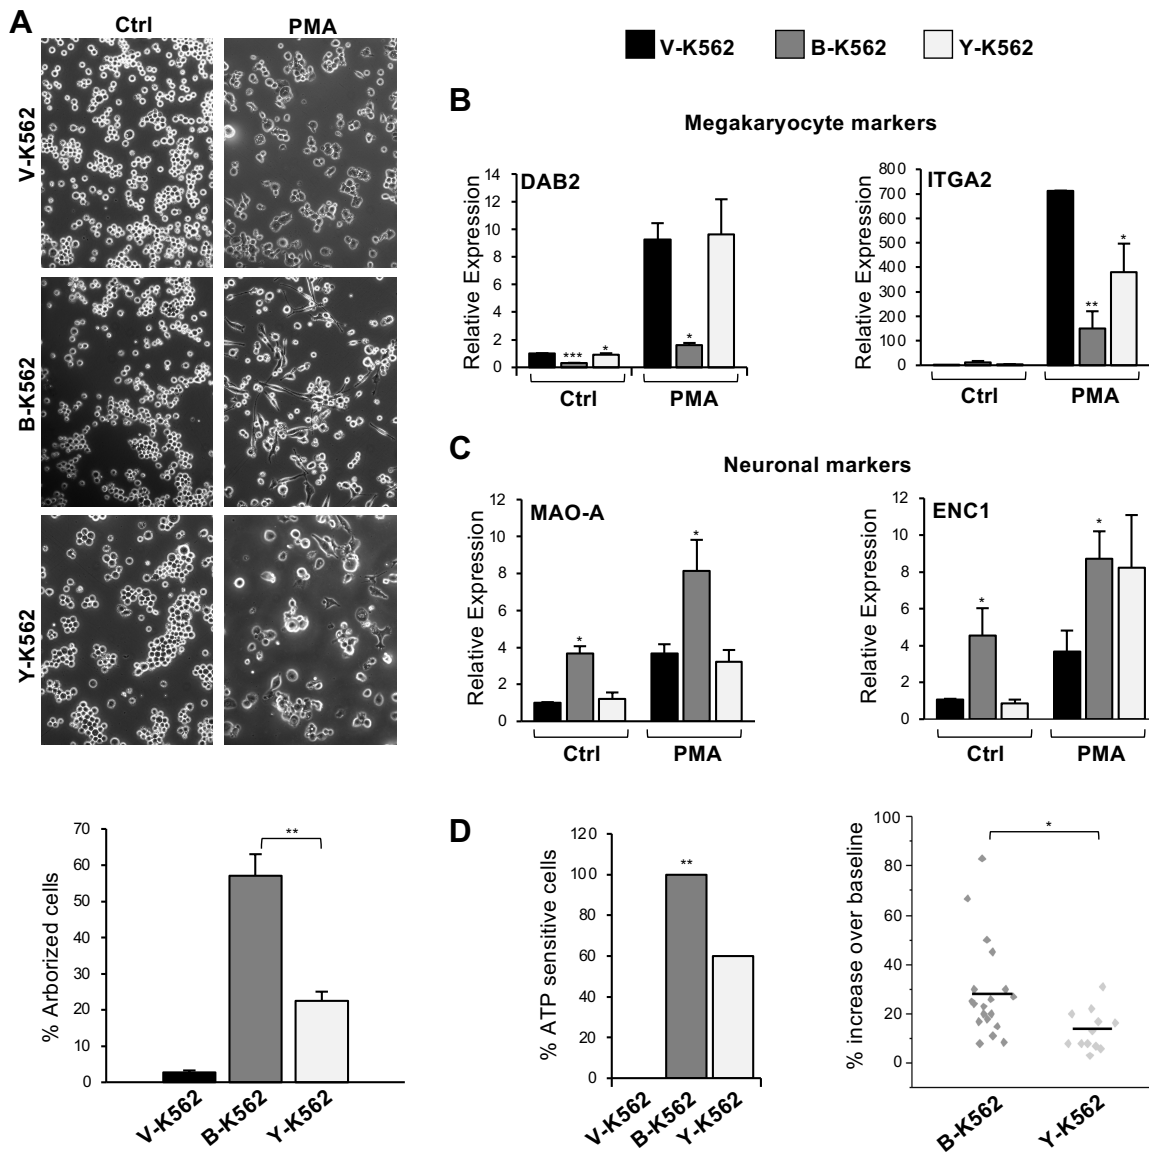 A
Ctrl
PMA
V-K562
B-K562
Y-K562
70
60
50
40
30
20
10
0
% Arborized cells
**
V-K562
B-K562
Y-K562
V-K562
B-K562
Y-K562
B
Megakaryocyte markers
DAB2
Relative Expression
14
12
10
8
6
4
2
0
***
*
*
Ctrl
PMA
ITGA2
Relative Expression
800
700
600
500
400
300
200
100
0
**
*
Ctrl
PMA
C
Neuronal markers
MAO-A
Relative Expression
12
10
8
6
4
2
0
*
*
Ctrl
PMA
ENC1
Relative Expression
12
10
8
6
4
2
0
*
*
Ctrl
PMA
D
% ATP sensitive cells
120
100
80
60
40
20
0
**
V-K562
B-K562
Y-K562
% increase over baseline
100
80
60
40
20
0
*
B-K562
Y-K562